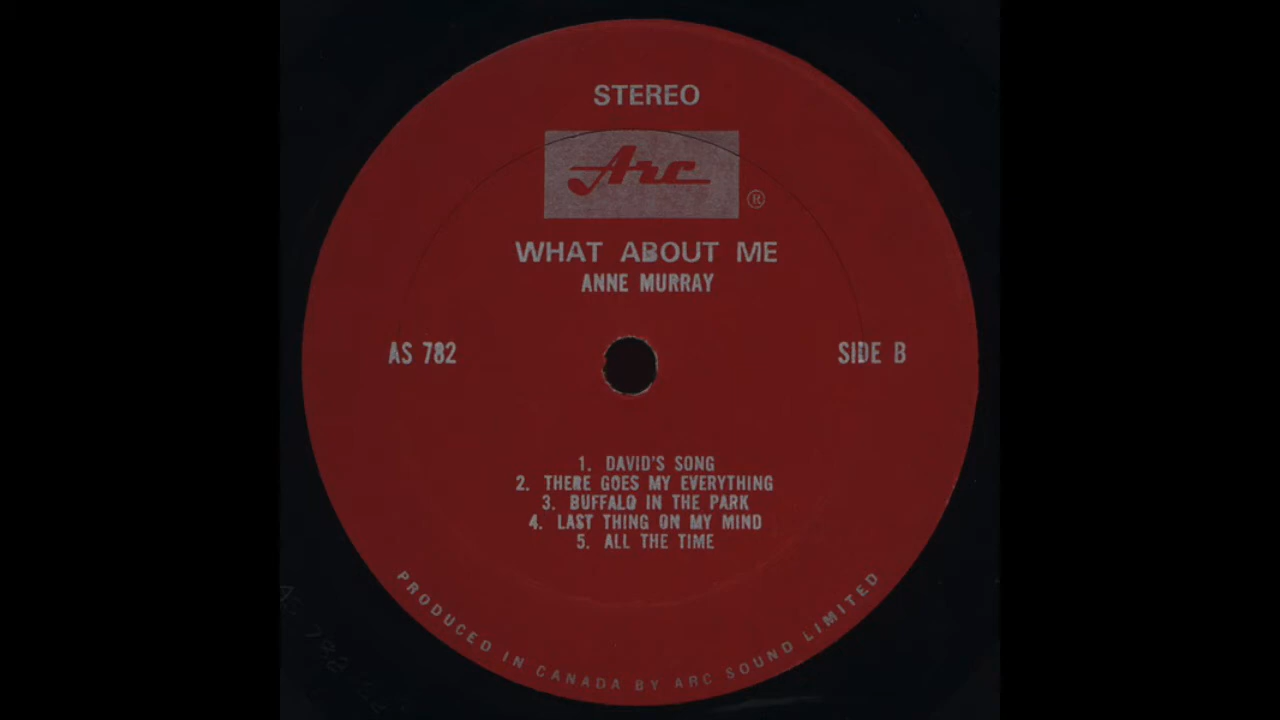 STEREO
Arc
®
WHAT ABOUT ME
ANNE MURRAY
AS 782
SIDE B
1. DAVID'S SONG
2. THERE GOES MY EVERYTHING
3. BUFFALO IN THE PARK
4. LAST THING ON MY MIND
5. ALL THE TIME
PRODUCED IN CANADA BY ARC SOUND LIMITED